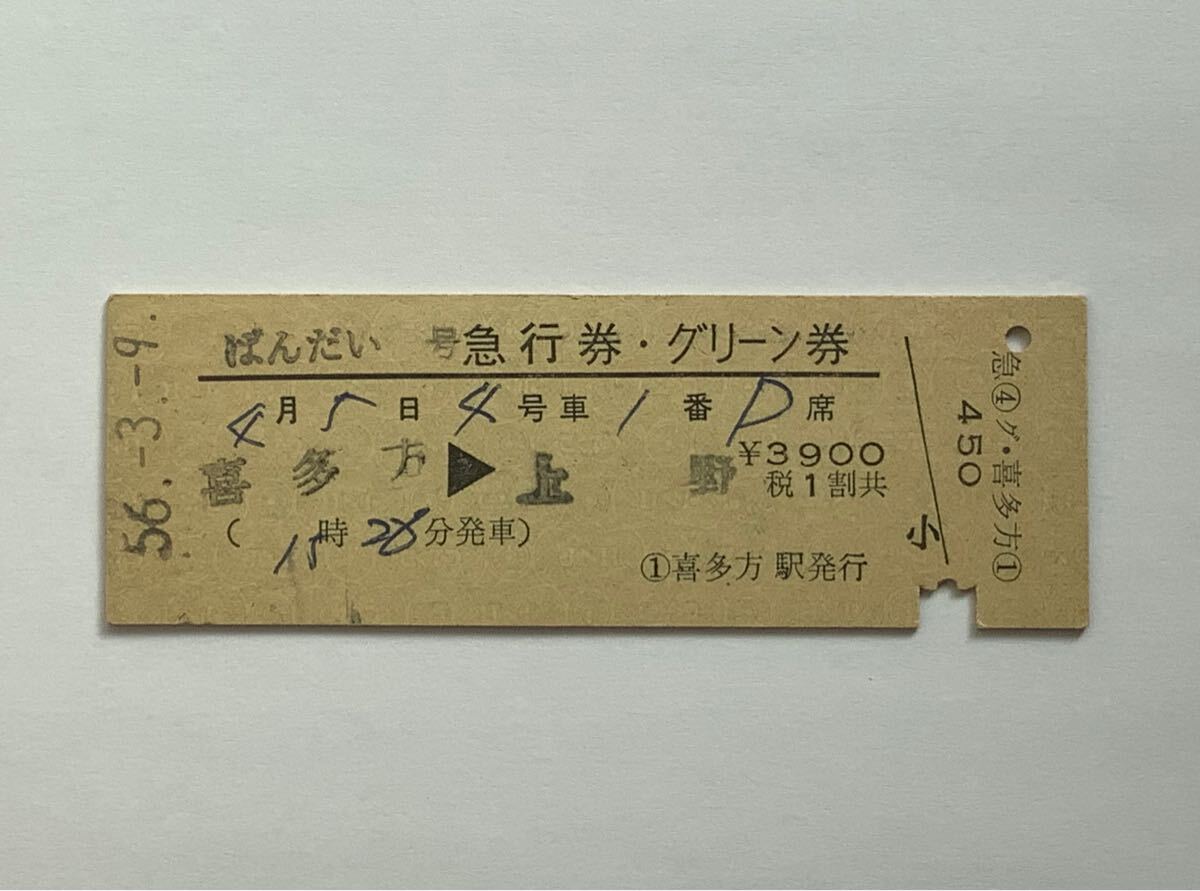 ばんだい 号急行券・グリーン券
4月5日4号車1番D席
喜多方▶上野 ¥3900
税1割共
(15時26分発車)
①喜多方駅発行
56.-3.-9.
小
急④グ・喜多方①
450